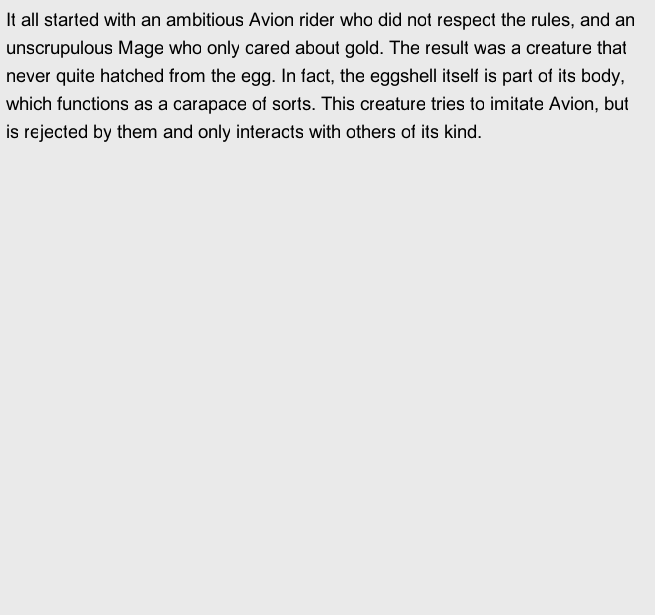 It all started with an ambitious Avion rider who did not respect the rules, and an
unscrupulous Mage who only cared about gold. The result was a creature that
never quite hatched from the egg. In fact, the eggshell itself is part of its body,
which functions as a carapace of sorts. This creature tries to imitate Avion, but
is rejected by them and only interacts with others of its kind.